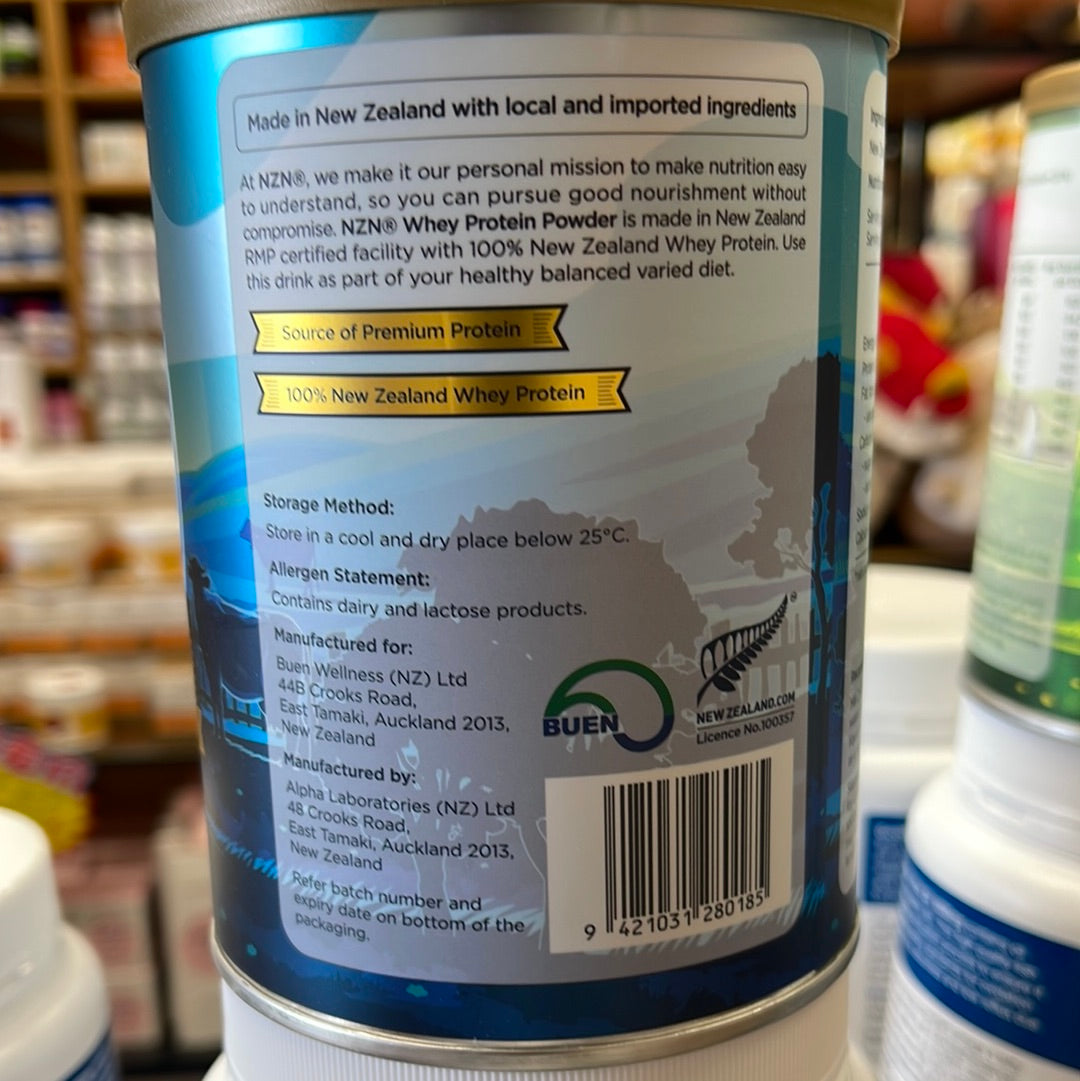 Made in New Zealand with local and imported ingredients
At NZN®, we make it our personal mission to make nutrition easy
to understand, so you can pursue good nourishment without
compromise. NZN® Whey Protein Powder is made in New Zealand
RMP certified facility with 100% New Zealand Whey Protein. Use
this drink as part of your healthy balanced varied diet.
Source of Premium Protein
100% New Zealand Whey Protein
Storage Method:
Store in a cool and dry place below 25°C.
Allergen Statement:
Contains dairy and lactose products.
Manufactured for:
Buen Wellness (NZ) Ltd
44B Crooks Road,
East Tamaki, Auckland 2013,
New Zealand
Manufactured by:
Alpha Laboratories (NZ) Ltd
48 Crooks Road,
East Tamaki, Auckland 2013,
New Zealand
Refer batch number and
expiry date on bottom of the
packaging.
BUEN
®
NEWZEALAND.COM
Licence No.100357
9 421031 280185